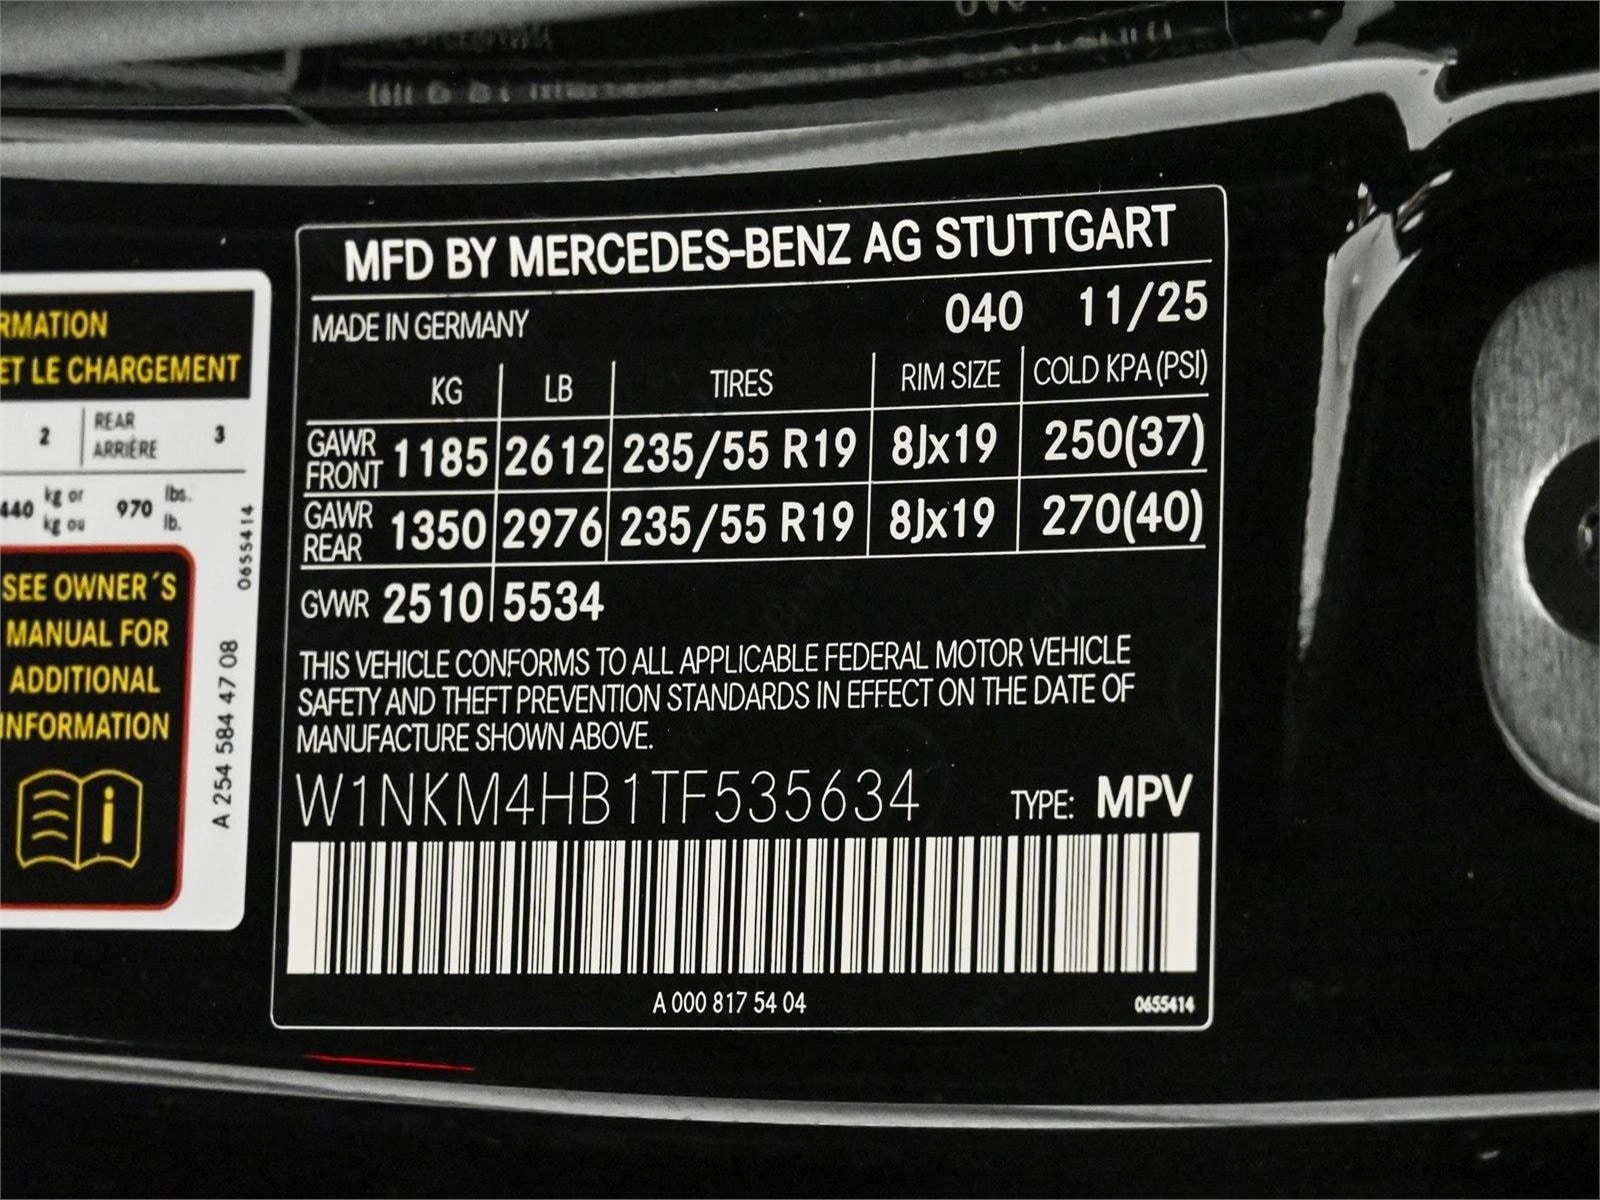 RMATION
ET LE CHARGEMENT
2 REAR ARRIÈRE 3
440 kg or kg ou 970 lbs. lb.
SEE OWNER´S
MANUAL FOR
ADDITIONAL
INFORMATION
i
A 254 584 47 08 0655414
MFD BY MERCEDES-BENZ AG STUTTGART
MADE IN GERMANY 040 11/25
KG LB TIRES RIM SIZE COLD KPA (PSI)
GAWR FRONT 1185 2612 235/55 R19 8Jx19 250(37)
GAWR REAR 1350 2976 235/55 R19 8Jx19 270(40)
GVWR 2510 5534
THIS VEHICLE CONFORMS TO ALL APPLICABLE FEDERAL MOTOR VEHICLE
SAFETY AND THEFT PREVENTION STANDARDS IN EFFECT ON THE DATE OF
MANUFACTURE SHOWN ABOVE.
W1NKM4HB1TF535634 TYPE: MPV
A 000 817 54 04 0655414